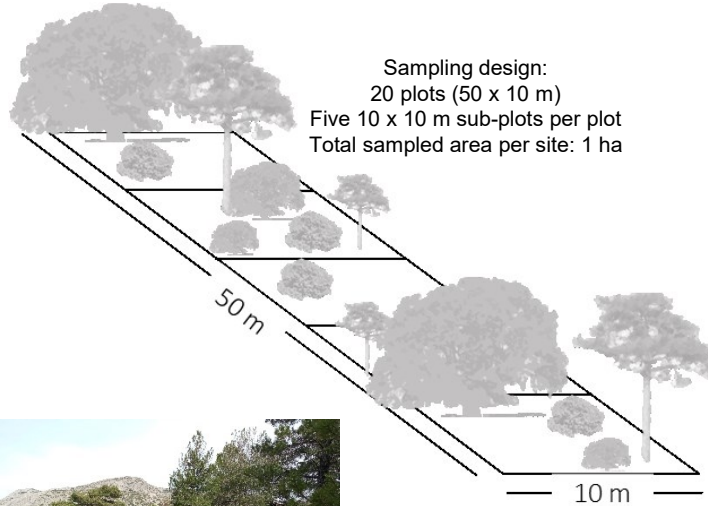 Sampling design:
20 plots (50 x 10 m)
Five 10 x 10 m sub-plots per plot
Total sampled area per site: 1 ha
50 m
10 m